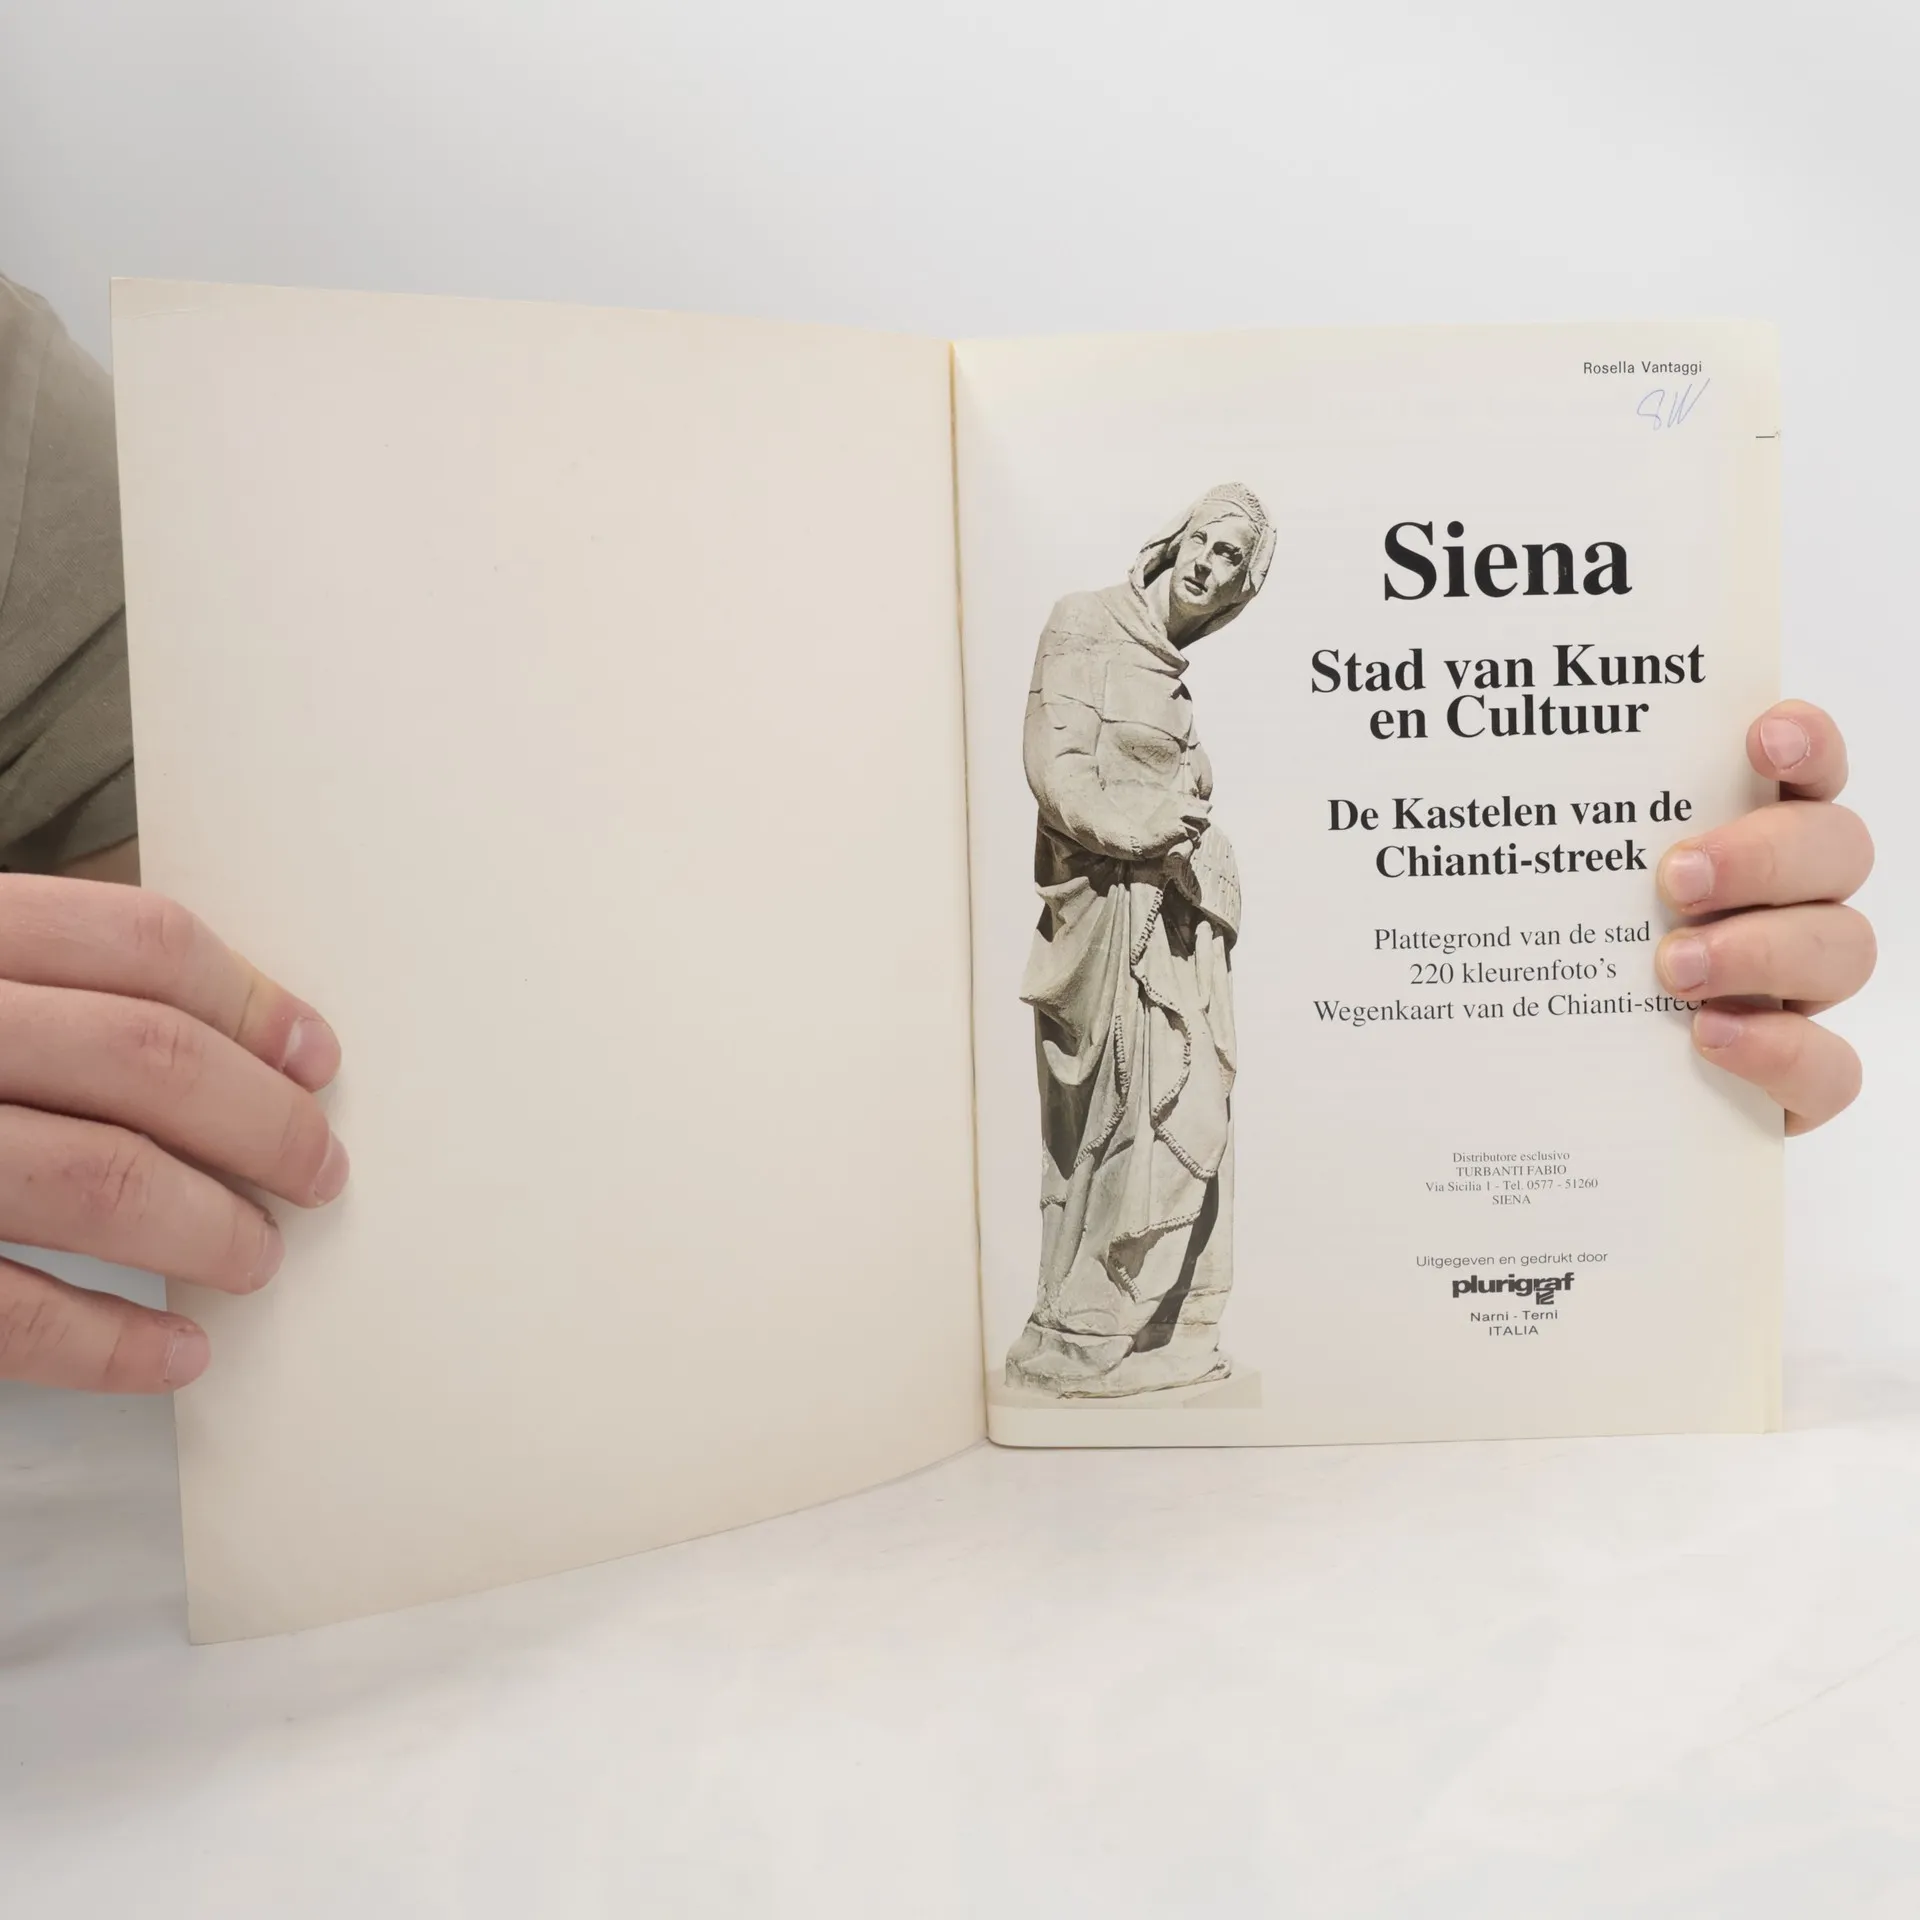 Rosella Vantaggi
SW
Siena
Stad van Kunst
en Cultuur
De Kastelen van de
Chianti-streek
Plattegrond van de stad
220 kleurenfoto's
Wegenkaart van de Chianti-streek
Distributore esclusivo
TURBANTI FABIO
Via Sicilia 1 - Tel. 0577 - 51260
SIENA
Uitgegeven en gedrukt door
plurigraf
Narni - Terni
ITALIA